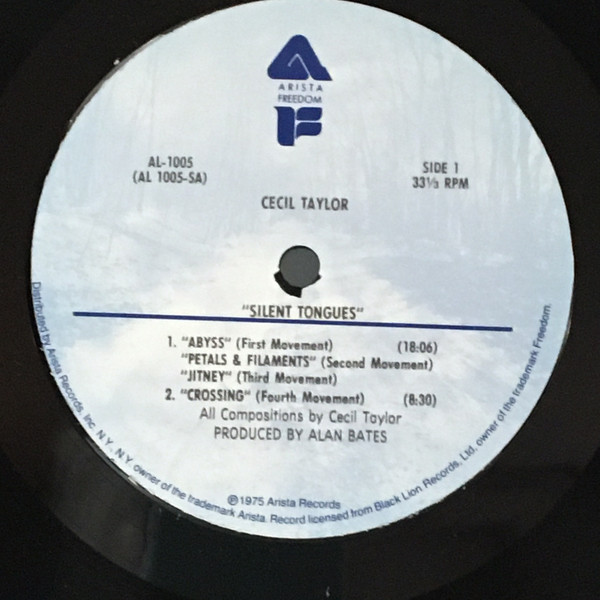 ARISTA
FREEDOM
AL-1005
(AL 1005-SA)
SIDE 1
33⅓ RPM
CECIL TAYLOR
"SILENT TONGUES"
1. "ABYSS" (First Movement) (18:06)
"PETALS & FILAMENTS" (Second Movement)
"JITNEY" (Third Movement)
2. "CROSSING" (Fourth Movement) (8:30)
All Compositions by Cecil Taylor
PRODUCED BY ALAN BATES
℗1975 Arista Records
Distributed by Arista Records, Inc. N.Y., N.Y. owner of the trademark Arista. Record licensed from Black Lion Records, Ltd. owner of the trademark Freedom.